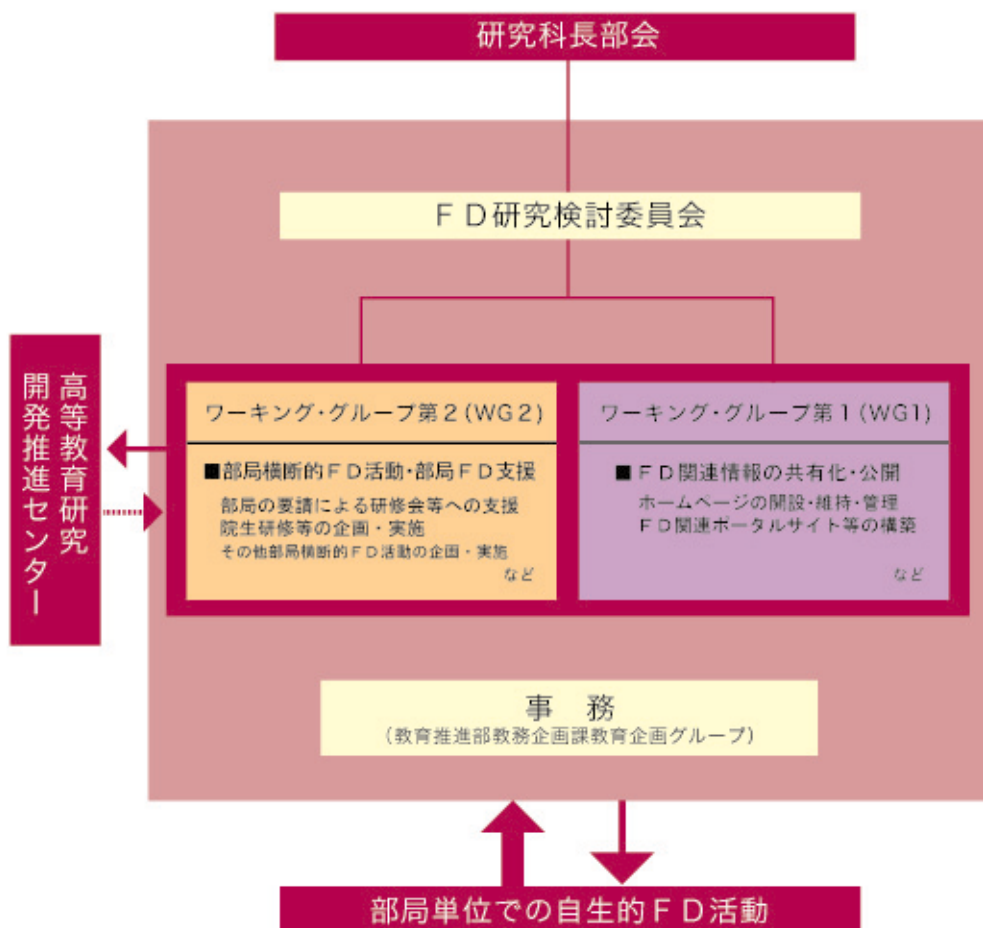 研究科長部会
ＦＤ研究検討委員会
高等教育研究
開発推進センター
ワーキング・グループ第２(WG２)
■部局横断的ＦＤ活動・部局ＦＤ支援
部局の要請による研修会等への支援
院生研修等の企画・実施
その他部局横断的ＦＤ活動の企画・実施
など
ワーキング・グループ第１(WG1)
■ＦＤ関連情報の共有化・公開
ホームページの開設・維持・管理
ＦＤ関連ポータルサイト等の構築
など
事　務
（教育推進部教務企画課教育企画グループ）
部局単位での自生的ＦＤ活動